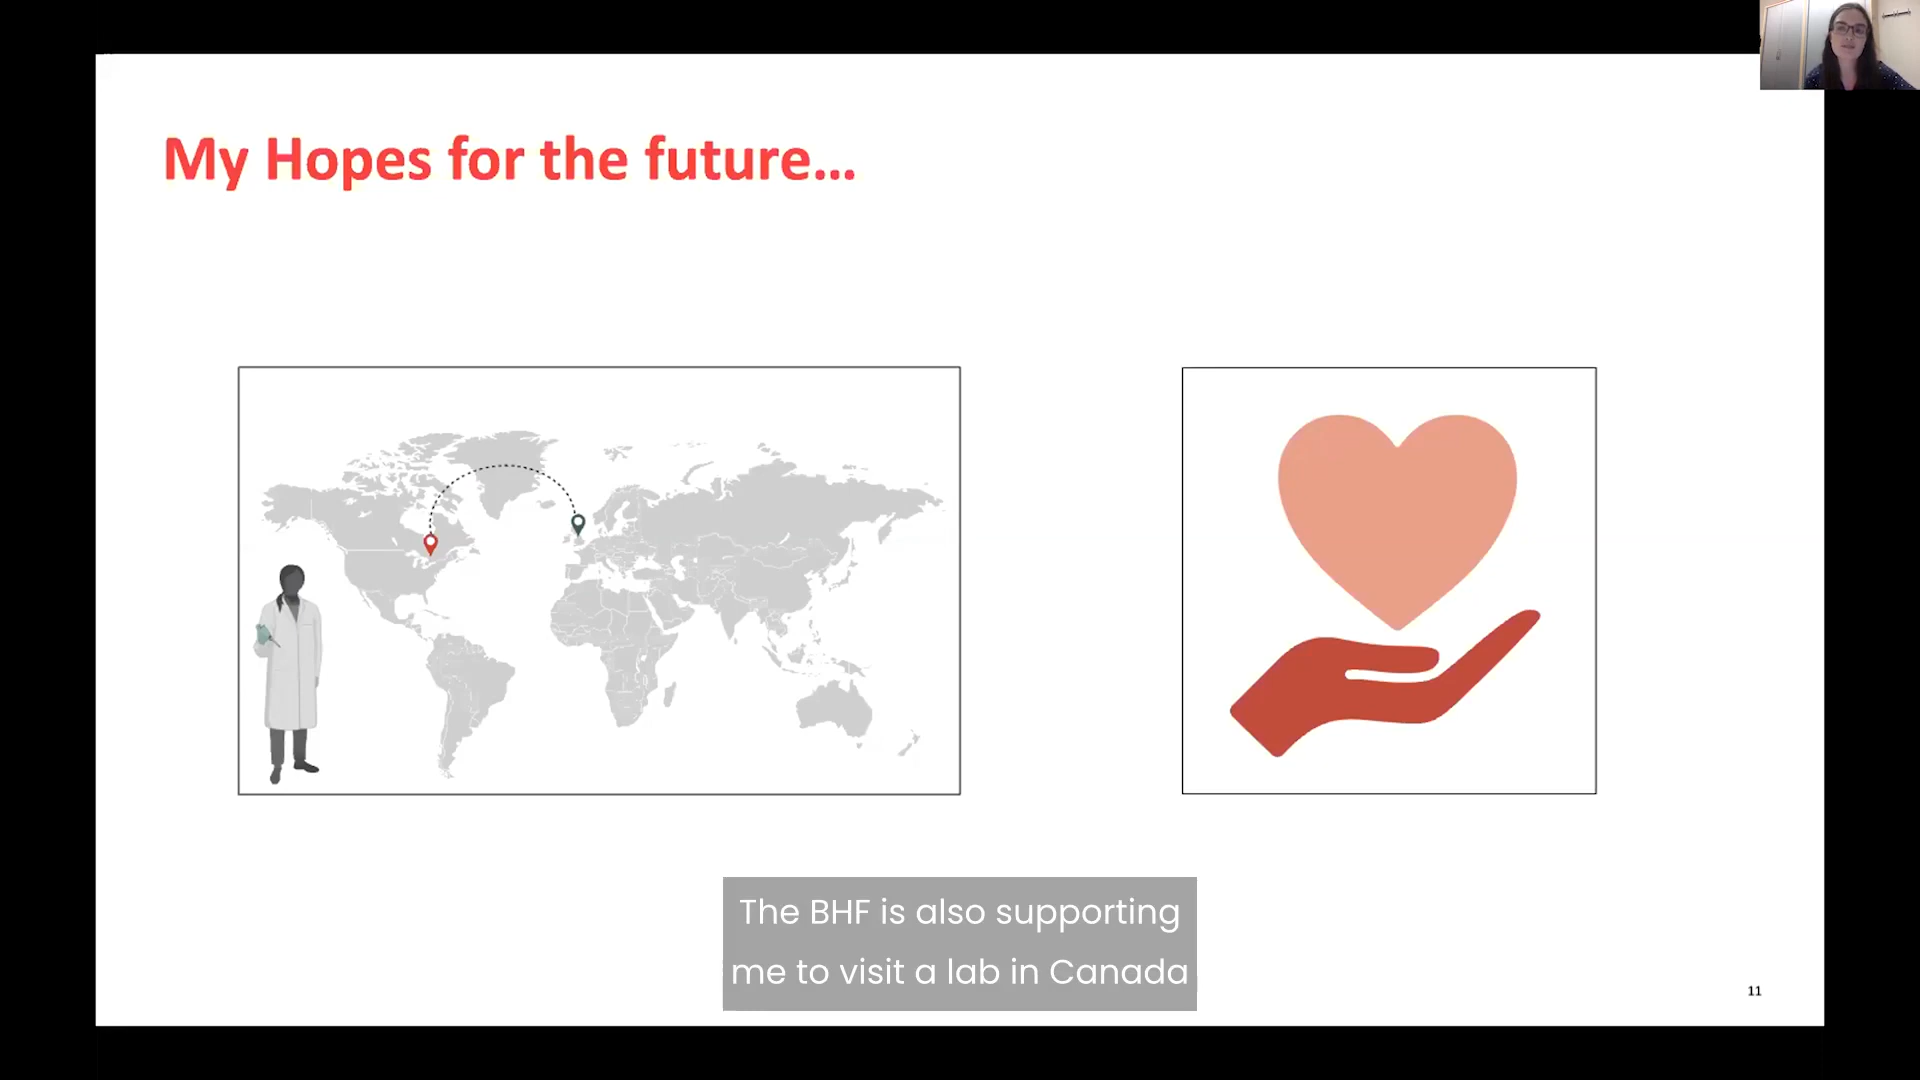 My Hopes for the future...
The BHF is also supporting
me to visit a lab in Canada
11